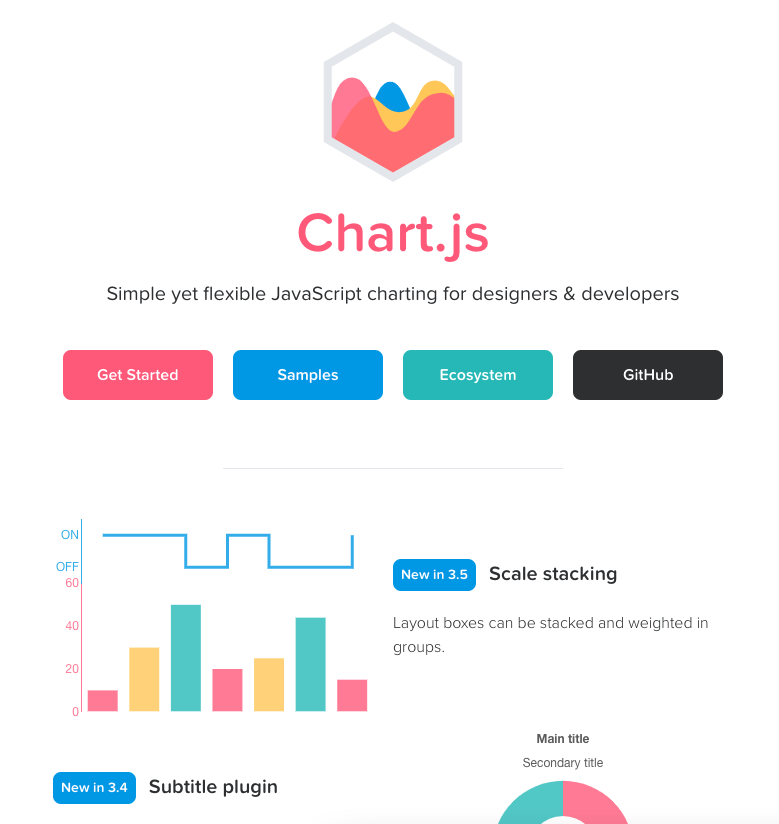 Chart.js
Simple yet flexible JavaScript charting for designers & developers
Get Started
Samples
Ecosystem
GitHub
ON
OFF
60
40
20
0
New in 3.5
Scale stacking
Layout boxes can be stacked and weighted in
groups.
New in 3.4
Subtitle plugin
Main title
Secondary title